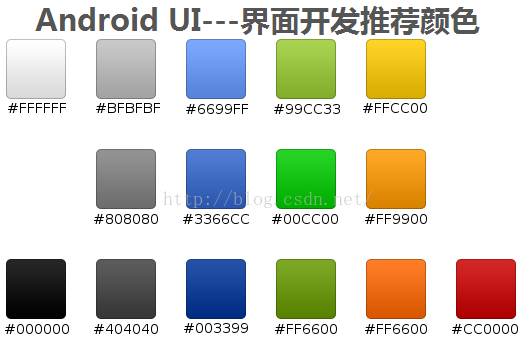 Android UI---界面开发推荐颜色
#FFFFFF #BFBFBF #6699FF #99CC33 #FFCC00
http://blog.csdn.net/
#808080 #3366CC #00CC00 #FF9900
#000000 #404040 #003399 #FF6600 #FF6600 #CC0000